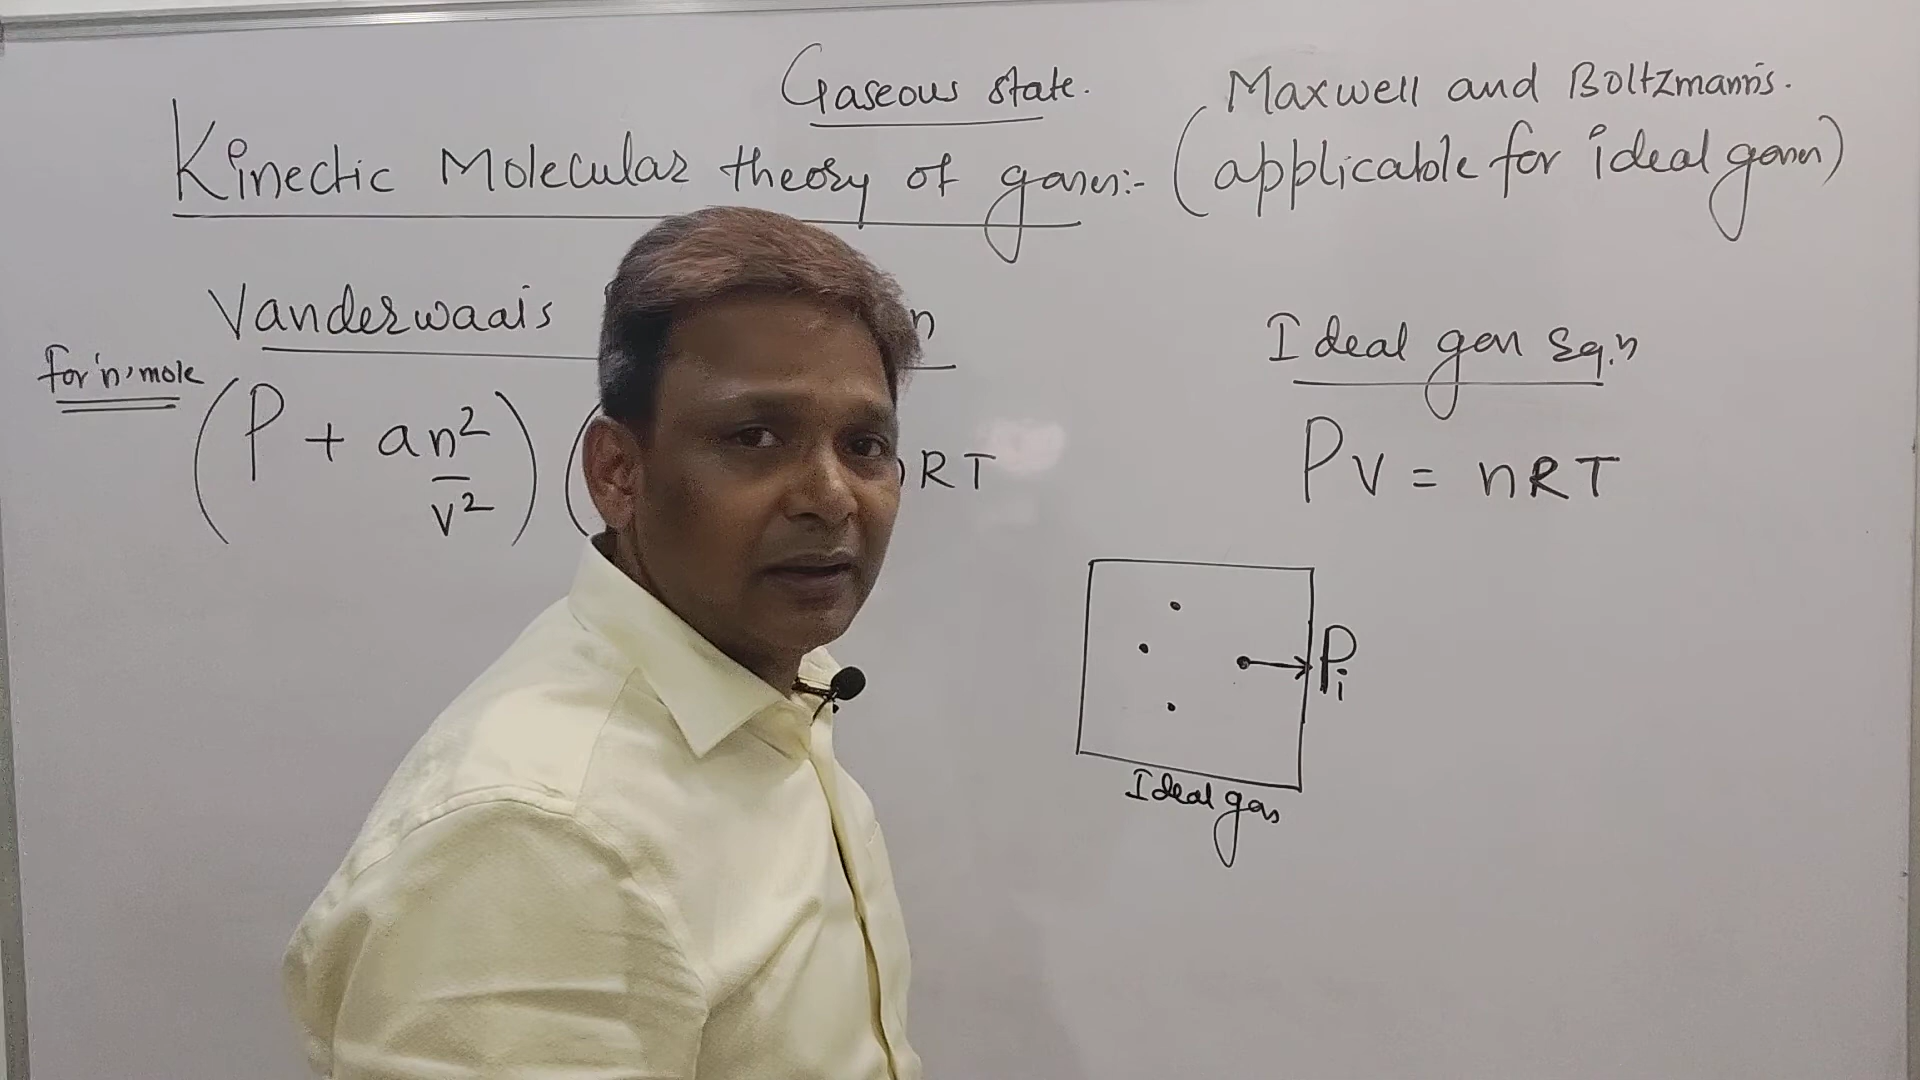 Gaseous state.
Maxwell and Boltzmann's.
Kinectic Molecular theory of gases:- (applicable for ideal gases)
Vanderwaals n
for 'n' mole
(P + an²/v²) ( RT
Ideal gas Eq.n
PV = nRT
Pi
Ideal gas